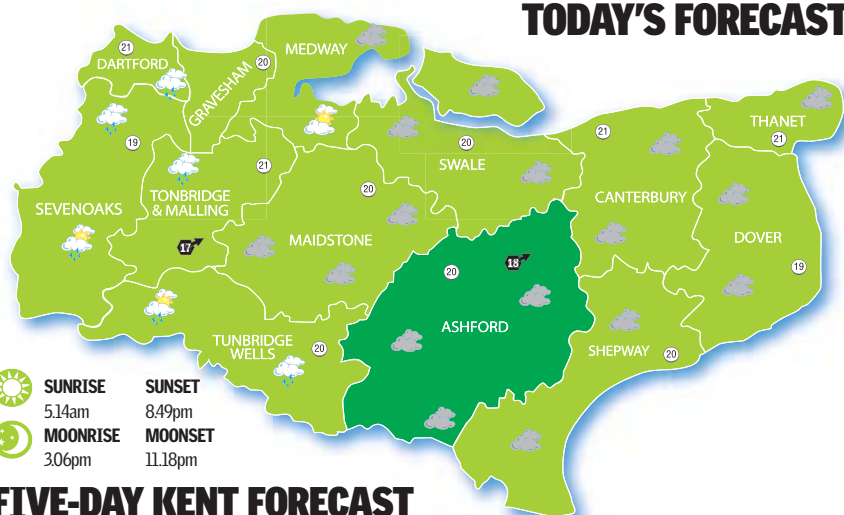 TODAY'S FORECAST
MEDWAY
21
DARTFORD
20
GRAVESHAM
THANET
21
19
21
20
SWALE
20
21
SEVENOAKS
TONBRIDGE
& MALLING
CANTERBURY
17
MAIDSTONE
DOVER
20
18
19
ASHFORD
TUNBRIDGE
WELLS
20
SHEPWAY
20
SUNRISE
SUNSET
5.14am
8.49pm
MOONRISE
MOONSET
3.06pm
11.18pm
FIVE-DAY KENT FORECAST